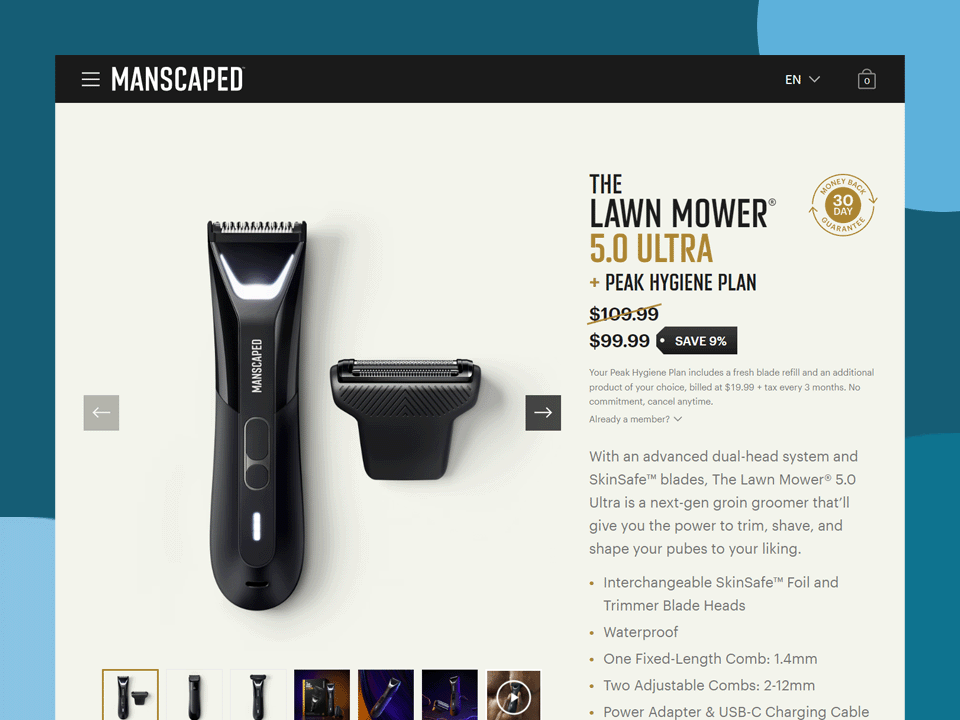 MANSCAPED
EN
0
MANSCAPED
THE
LAWN MOWER®
5.0 ULTRA
+ PEAK HYGIENE PLAN
MONEY BACK
30
DAY
GUARANTEE
$109.99
$99.99
SAVE 9%
Your Peak Hygiene Plan includes a fresh blade refill and an additional
product of your choice, billed at $19.99 + tax every 3 months. No
commitment, cancel anytime.
Already a member?
With an advanced dual-head system and
SkinSafe™ blades, The Lawn Mower® 5.0
Ultra is a next-gen groin groomer that'll
give you the power to trim, shave, and
shape your pubes to your liking.
• Interchangeable SkinSafe™ Foil and
Trimmer Blade Heads
• Waterproof
• One Fixed-Length Comb: 1.4mm
• Two Adjustable Combs: 2-12mm
• Power Adapter & USB-C Charging Cable